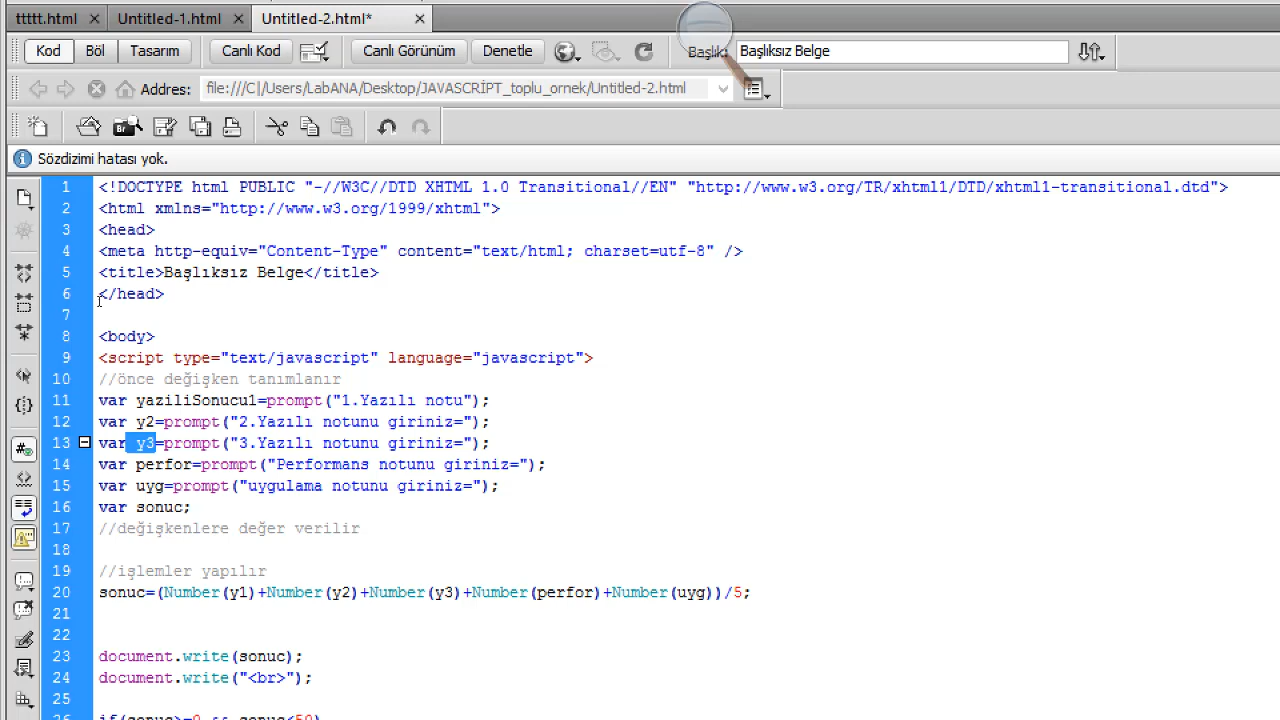 ttttt.html Untitled-1.html Untitled-2.html*
Kod Böl Tasarım Canlı Kod Canlı Görünüm Denetle Başlık: Başlıksız Belge
Addres: file:///C|/Users/LabANA/Desktop/JAVASCRİPT_toplu_ornek/Untitled-2.html
Br
Sözdizimi hatası yok.
1 <!DOCTYPE html PUBLIC "-//W3C//DTD XHTML 1.0 Transitional//EN" "http://www.w3.org/TR/xhtml1/DTD/xhtml1-transitional.dtd">
2 <html xmlns="http://www.w3.org/1999/xhtml">
3 <head>
4 <meta http-equiv="Content-Type" content="text/html; charset=utf-8" />
5 <title>Başlıksız Belge</title>
6 </head>
7
8 <body>
9 <script type="text/javascript" language="javascript">
10 //önce değişken tanımlanır
11 var yaziliSonucu1=prompt("1.Yazılı notu");
12 var y2=prompt("2.Yazılı notunu giriniz=");
13 var y3=prompt("3.Yazılı notunu giriniz=");
14 var perfor=prompt("Performans notunu giriniz=");
15 var uyg=prompt("uygulama notunu giriniz=");
16 var sonuc;
17 //değişkenlere değer verilir
18
19 //işlemler yapılır
20 sonuc=(Number(y1)+Number(y2)+Number(y3)+Number(perfor)+Number(uyg))/5;
21
22
23 document.write(sonuc);
24 document.write("<br>");
25
26 if(sonuc>=0 && sonuc<50)